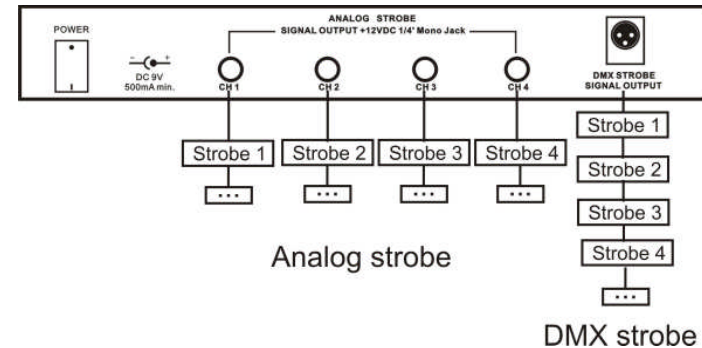 ANALOG STROBE
SIGNAL OUTPUT +12VDC 1/4' Mono Jack
POWER
- +
DC 9V
500mA min.
CH 1
CH 2
CH 3
CH 4
DMX STROBE
SIGNAL OUTPUT
Strobe 1
Strobe 2
Strobe 3
Strobe 4
...
...
...
...
Analog strobe
Strobe 1
Strobe 2
Strobe 3
Strobe 4
...
DMX strobe